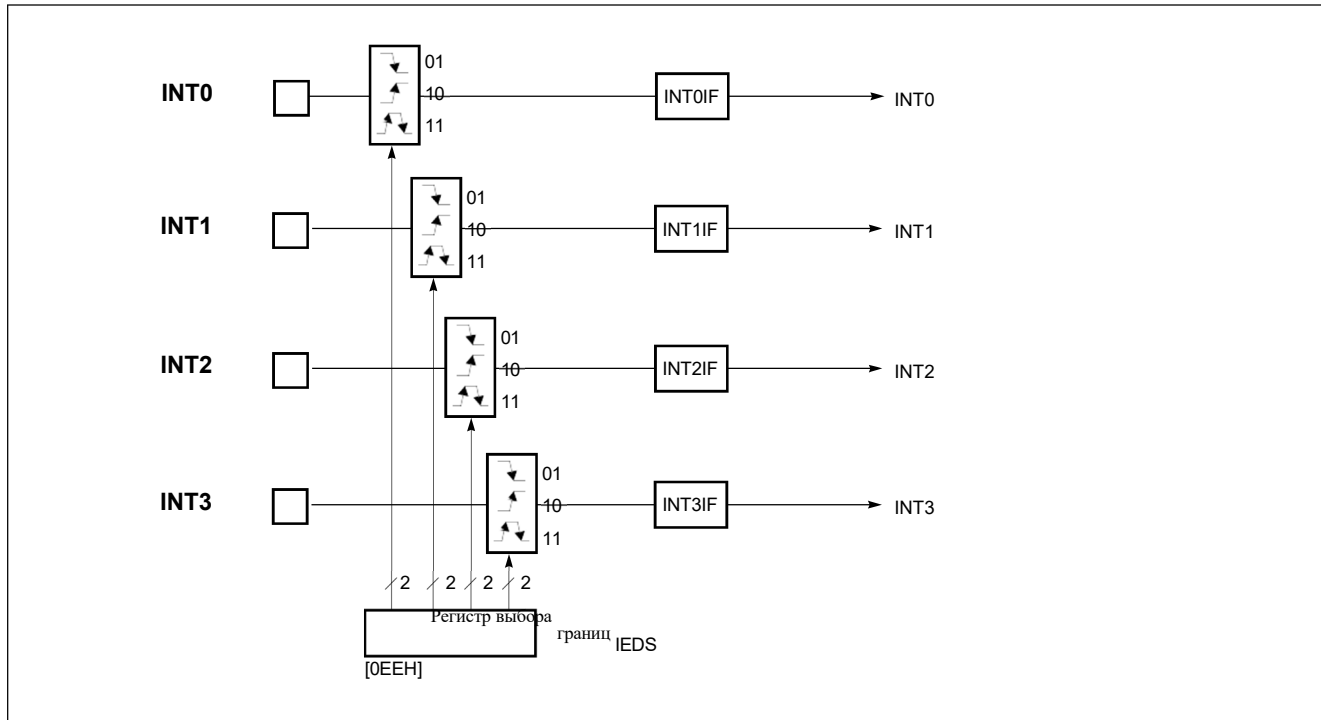 01
INT0
10
INT0IF
INT0
11
01
INT1
10
INT1IF
INT1
11
01
INT2
10
INT2IF
INT2
11
01
INT3
10
INT3IF
INT3
11
2 2 2 2
Регистр выбора
границ IEDS
[0EEH]